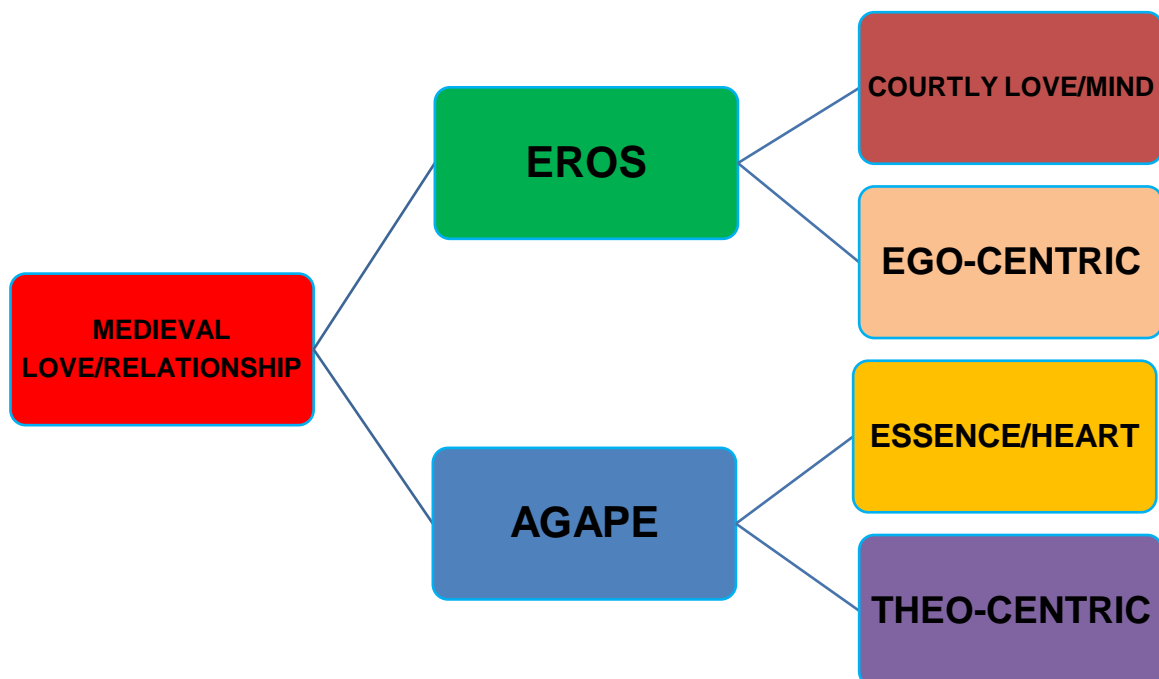 MEDIEVAL
LOVE/RELATIONSHIP
EROS
COURTLY LOVE/MIND
EGO-CENTRIC
AGAPE
ESSENCE/HEART
THEO-CENTRIC